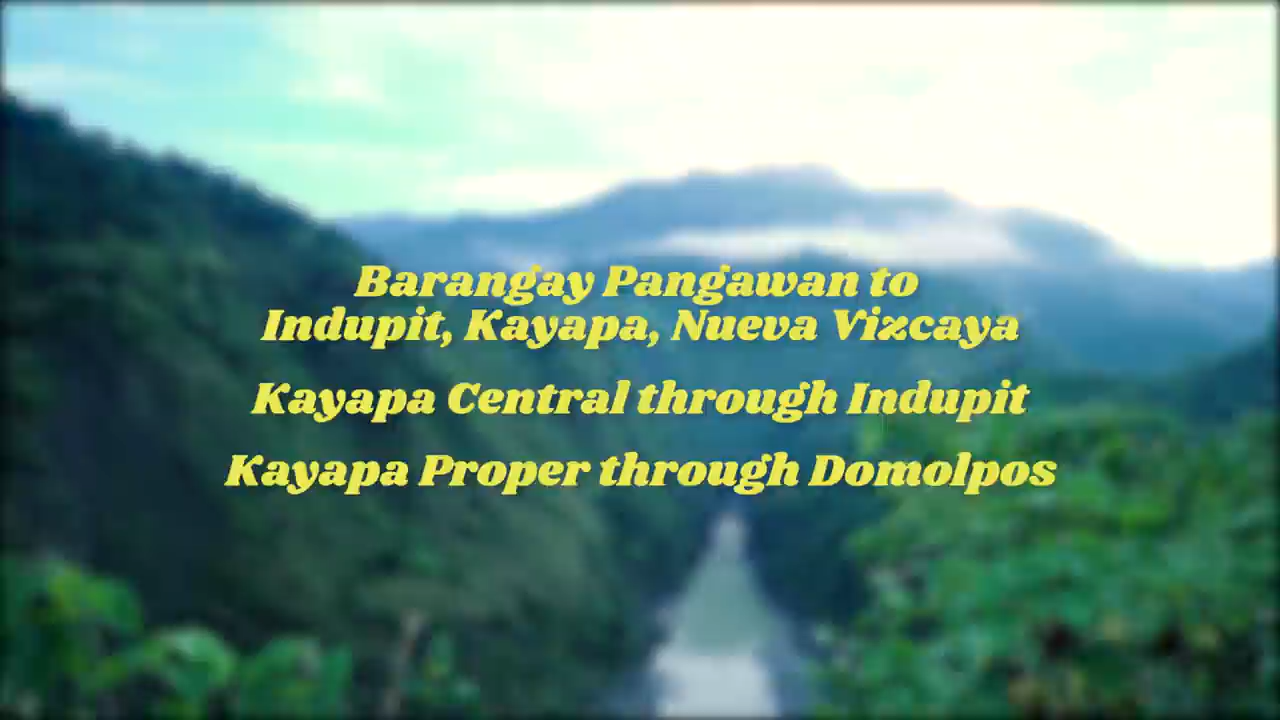 Barangay Pangawan to
Indupit, Kayapa, Nueva Vizcaya
Kayapa Central through Indupit
Kayapa Proper through Domolpos